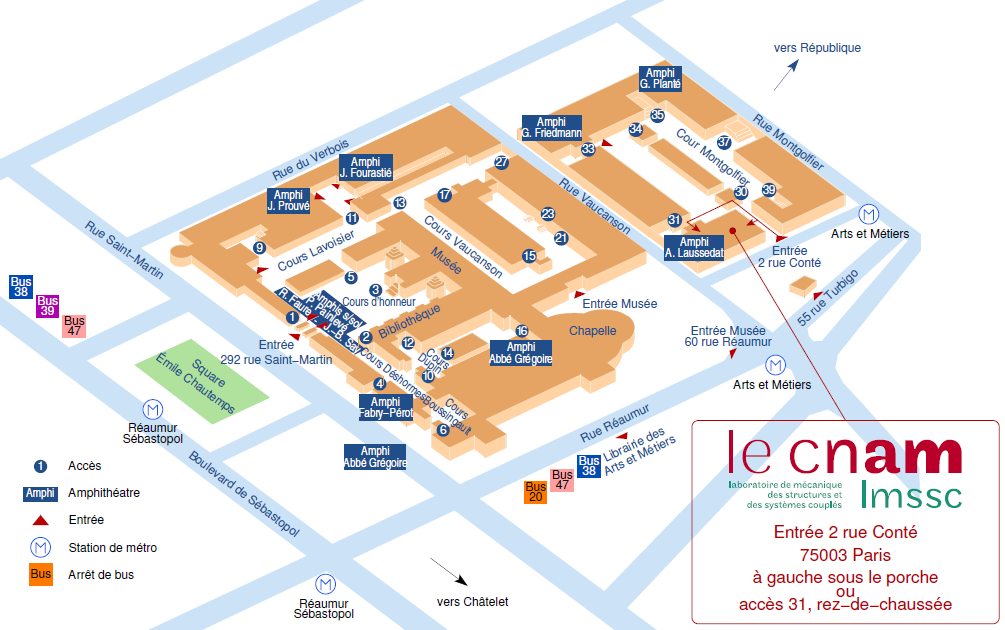 vers République
Amphi
G. Planté
Amphi
G. Friedmann
35
34
33
37
Rue Montgolfier
Cour Montgolfier
Rue du Verbois
Amphi
J. Fourastié
27
30
39
Amphi
J. Prouvé
17
13
Rue Vaucanson
11
23
31
Arts et Métiers
Rue Saint-Martin
9
Cours Lavoisier
Cours Vaucanson
21
15
Amphi
A. Laussedat
Entrée
2 rue Conté
Musée
5
3
Cours d'honneur
Bus
38
Bus
39
Bus
47
Amphis s/sol
P. Painlevé
R. Faure
J.-B. Say
1
2
Bibliothèque
Entrée Musée
55 rue Turbigo
Chapelle
16
Entrée
292 rue Saint-Martin
12
14
Cours
Dupin
10
Amphi
Abbé Grégoire
Entrée Musée
60 rue Réaumur
Square
Émile Chautemps
Cours Déshormes
4
Amphi
Fabry-Pérot
Cours
Boussingault
6
Arts et Métiers
Réaumur
Sébastopol
Rue Réaumur
Librairie des
Arts et Métiers
Amphi
Abbé Grégoire
Bus
38
Bus
47
Bus
20
Boulevard de Sébastopol
1
Accès
Amphi
Amphithéatre
Entrée
M
Station de métro
Bus
Arrêt de bus
Réaumur
Sébastopol
vers Châtelet
le cnam
laboratoire de mécanique
des structures et
des systèmes couplés
lmssc
Entrée 2 rue Conté
75003 Paris
à gauche sous le porche
ou
accès 31, rez-de-chaussée